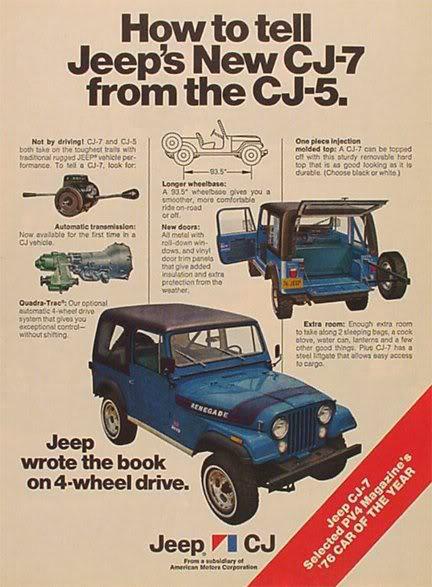 How to tell
Jeep's New CJ-7
from the CJ-5.
Not by driving! CJ-7 and CJ-5
both take on the toughest trails with
traditional rugged JEEP® vehicle per-
formance. To tell a CJ-7, look for:
Automatic transmission:
Now available for the first time in a
CJ vehicle.
Quadra-Trac®: Our optional
automatic 4-wheel drive
system that gives you
exceptional control—
without shifting.
93.5"
Longer wheelbase:
A 93.5" wheelbase gives you a
smoother, more comfortable
ride on-road
or off.
New doors:
All metal with
roll-down win-
dows, and vinyl
door trim panels
that give added
insulation and extra
protection from the
weather.
One piece injection
molded top: A CJ-7 can be topped
off with this sturdy removable hard
top that is as good looking as it is
durable. (Choose black or white.)
76 JEEP
Extra room: Enough extra room
to take along 2 sleeping bags, a cook
stove, water can, lanterns and a few
other good things. Plus CJ-7 has a
steel liftgate that allows easy access
to cargo.
RENEGADE
Jeep
wrote the book
on 4-wheel drive.
Jeep® CJ
From a subsidiary of
American Motors Corporation
Jeep CJ-7
Selected PV4 Magazine's
'76 CAR OF THE YEAR